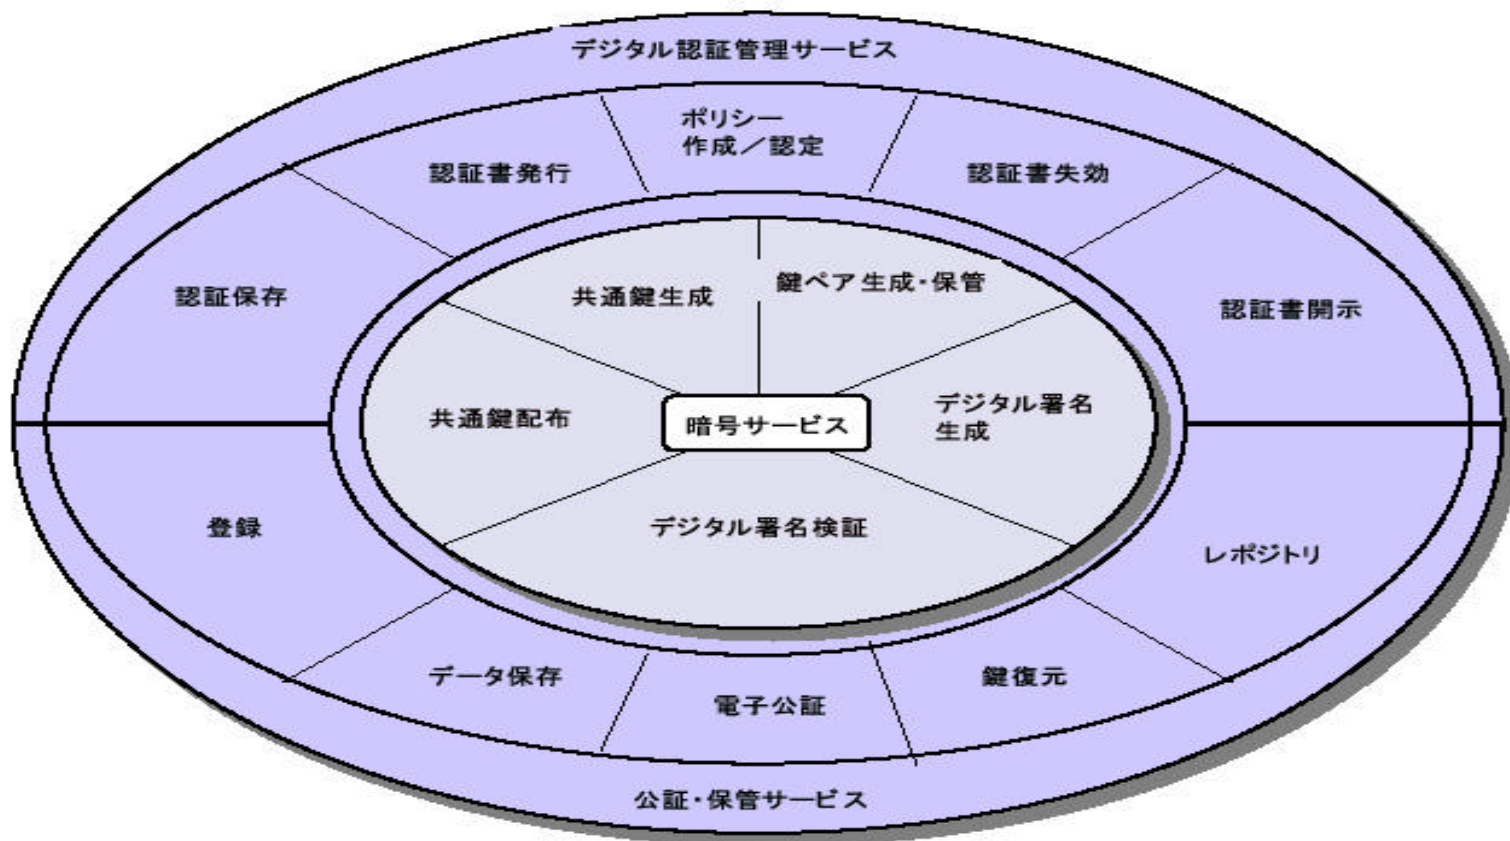 デジタル認証管理サービス
ポリシー
作成／認定
認証書発行
認証書失効
認証保存
認証書開示
共通鍵生成
鍵ペア生成・保管
共通鍵配布
暗号サービス
デジタル署名
生成
デジタル署名検証
登録
レポジトリ
データ保存
電子公証
鍵復元
公証・保管サービス